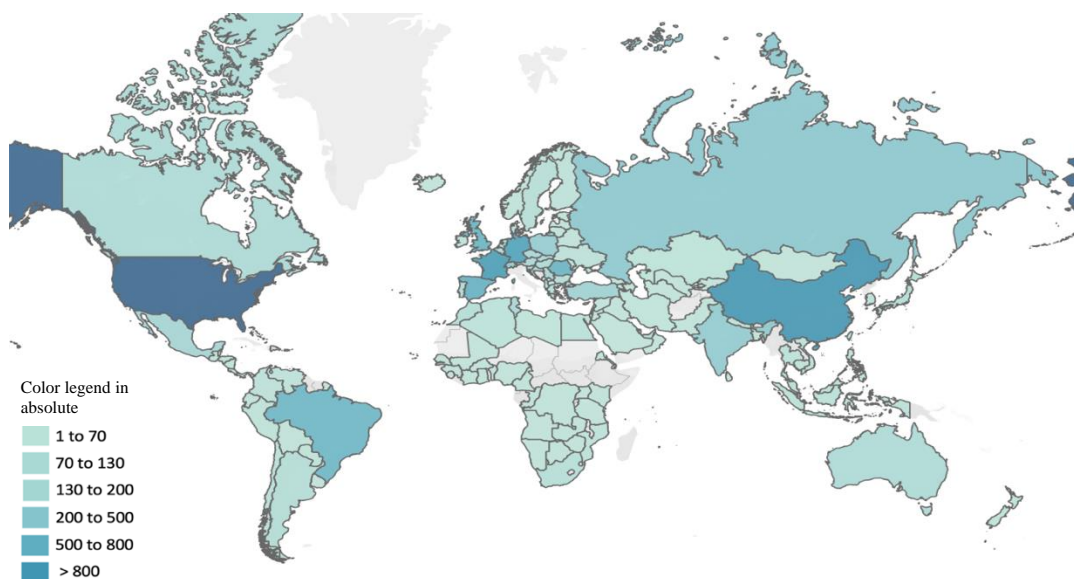 Color legend in
absolute
1 to 70
70 to 130
130 to 200
200 to 500
500 to 800
> 800